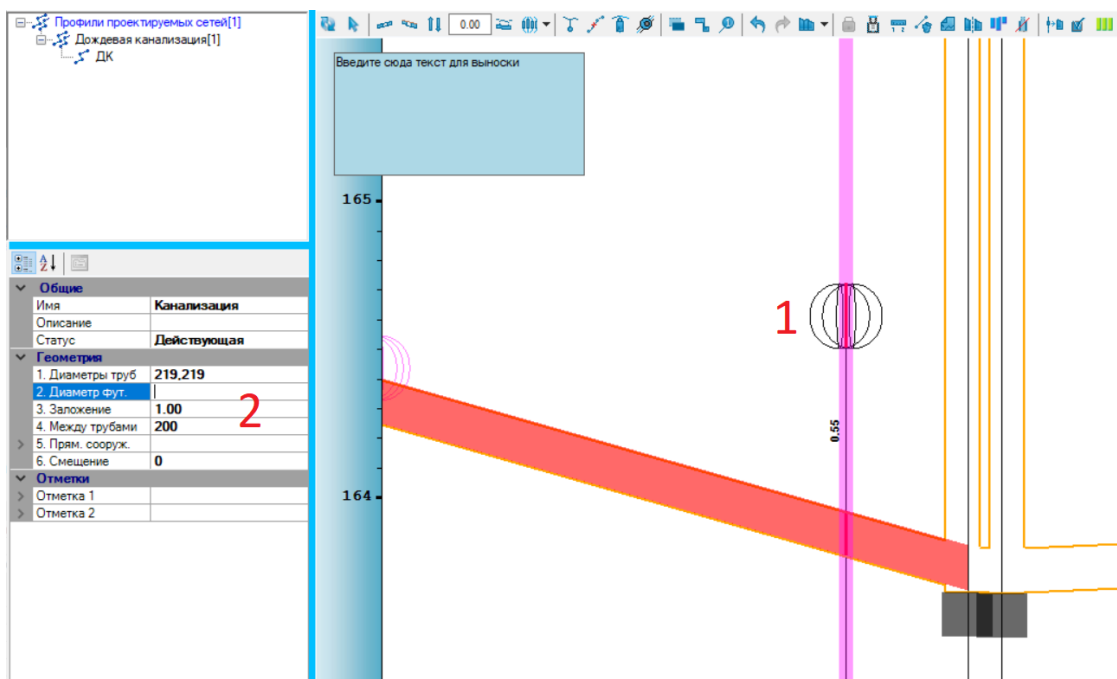 Профили проектируемых сетей[1]
Дождевая канализация[1]
ДК
0.00
Введите сюда текст для выноски
165
164
1
0,55
Общие
Имя Канализация
Описание
Статус Действующая
Геометрия
1. Диаметры труб 219,219
2. Диаметр фут.
3. Заложение 1.00
4. Между трубами 200
5. Прям. сооруж.
6. Смещение 0
Отметки
Отметка 1
Отметка 2
2